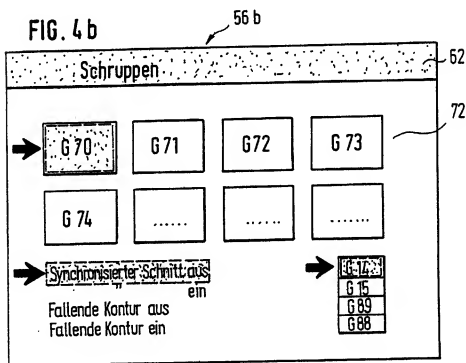 FIG. 4b
56b
62
Schruppen
72
G 70 G 71 G 72 G 73
G 74 ...... ....... .......
Synchronisierter Schnitt aus
" ein
Fallende Kontur aus
Fallende Kontur ein
G 14
G 15
G 89
G 88